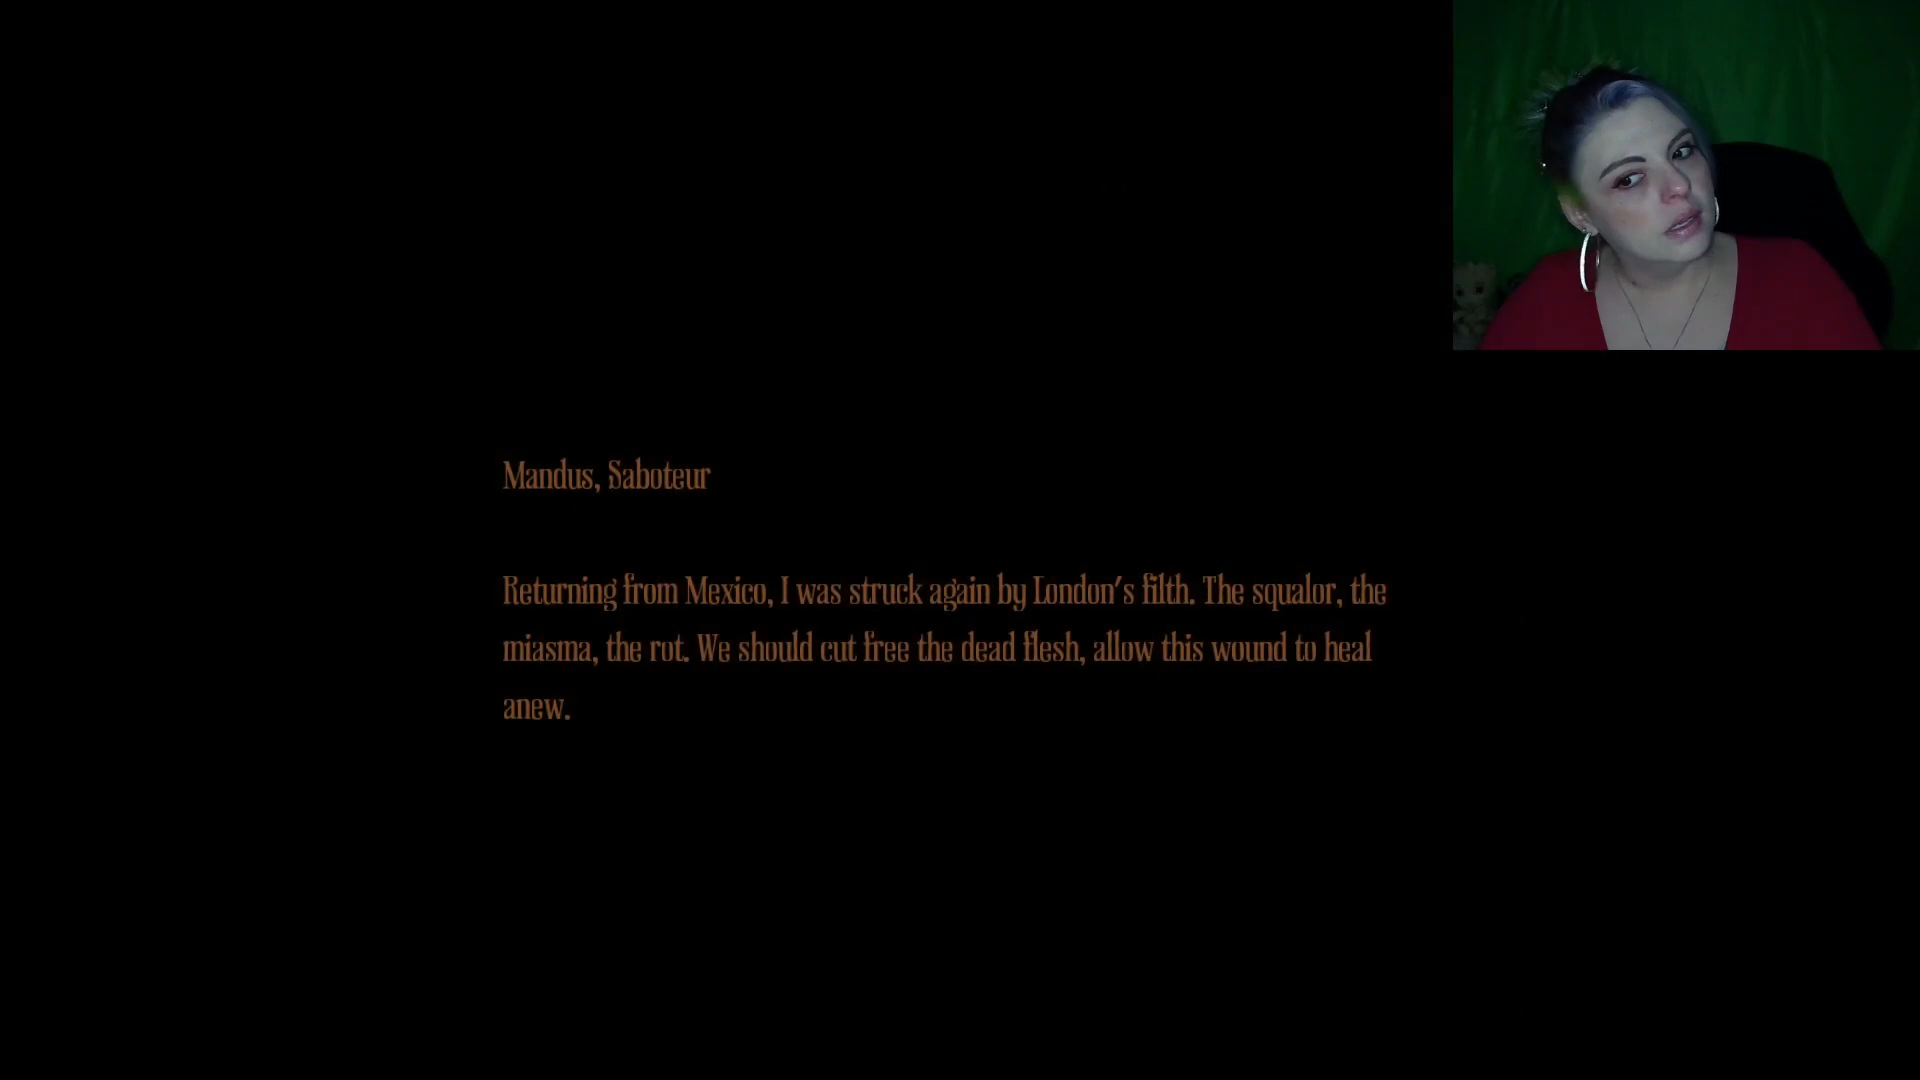 Mandus, Saboteur
Returning from Mexico, I was struck again by London's filth. The squalor, the
miasma, the rot. We should cut free the dead flesh, allow this wound to heal
anew.